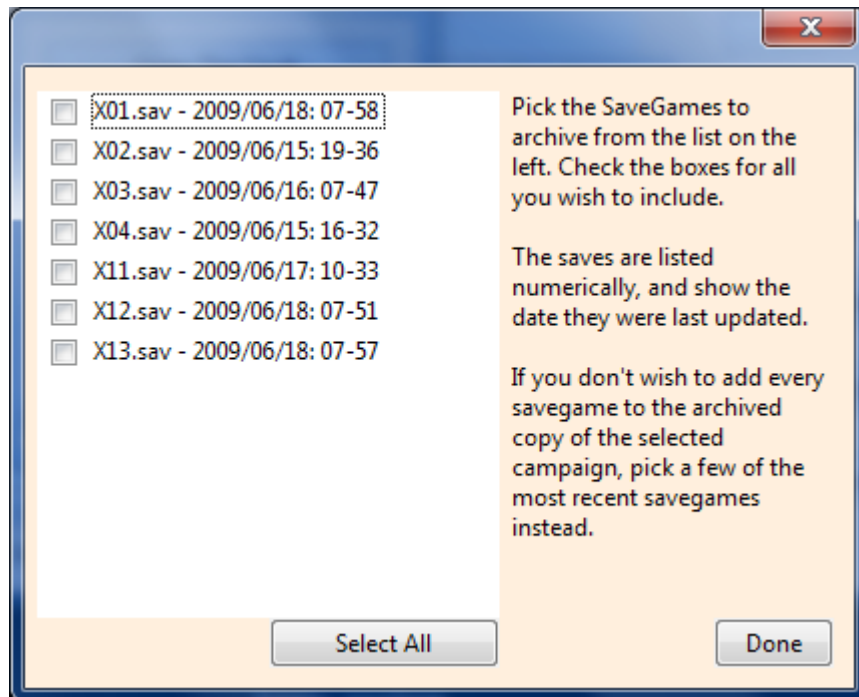 X01.sav - 2009/06/18: 07-58
X02.sav - 2009/06/15: 19-36
X03.sav - 2009/06/16: 07-47
X04.sav - 2009/06/15: 16-32
X11.sav - 2009/06/17: 10-33
X12.sav - 2009/06/18: 07-51
X13.sav - 2009/06/18: 07-57
Pick the SaveGames to
archive from the list on the
left. Check the boxes for all
you wish to include.
The saves are listed
numerically, and show the
date they were last updated.
If you don't wish to add every
savegame to the archived
copy of the selected
campaign, pick a few of the
most recent savegames
instead.
Select All
Done